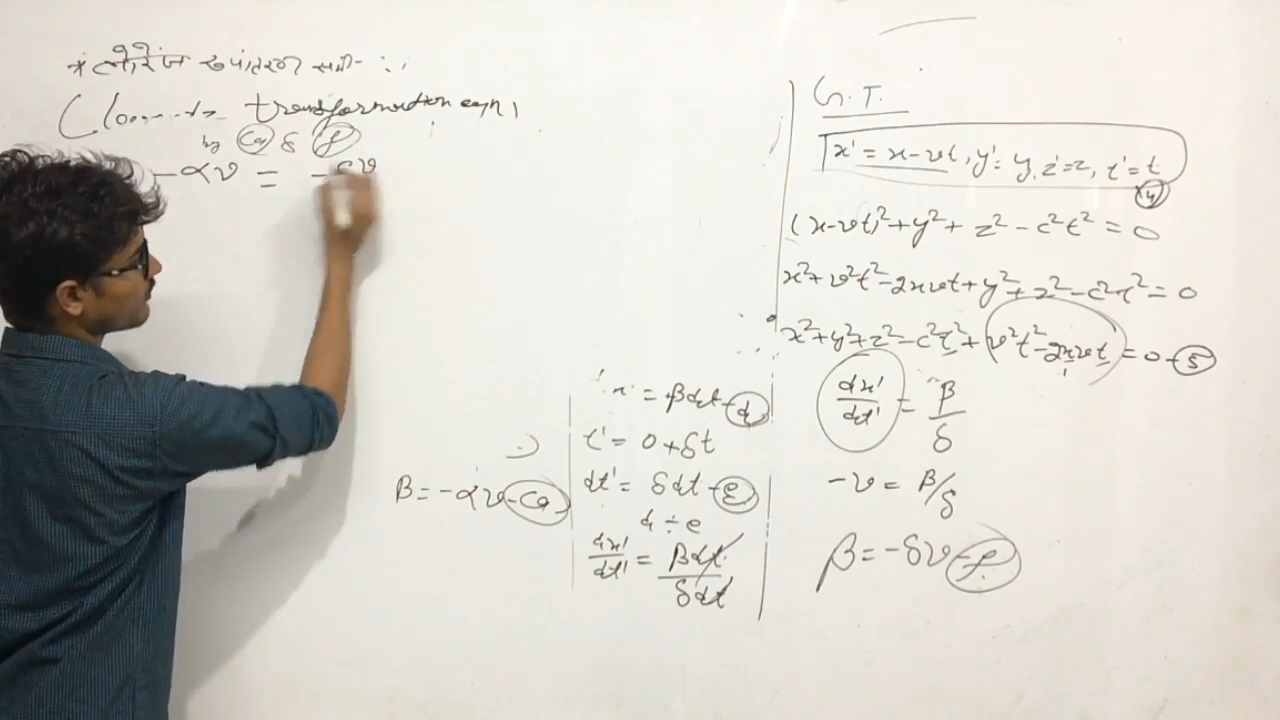 * लारेंज रूपांतरण समी- :.
transformation eqn)
by (a) & (f)
-αv = -δv
G.T.
x' = x-vt, y'=y, z'=z, t'=t
(4)
(x-vt)²+y²+z²-c²t²=0
x²+v²t²-2xvt+y²+z²-c²t²=0
x²+y²+z²-c²t²+(v²t²-2xvt)=0-(5)
β=-αv-(a)
x' = βdt-(d)
t' = 0+δt
dt' = δdt-(e)
d ÷ e
dx'/dt' = βdt/δdt
dx'/dt' = β/δ
-v = β/δ
β=-δv-(f)